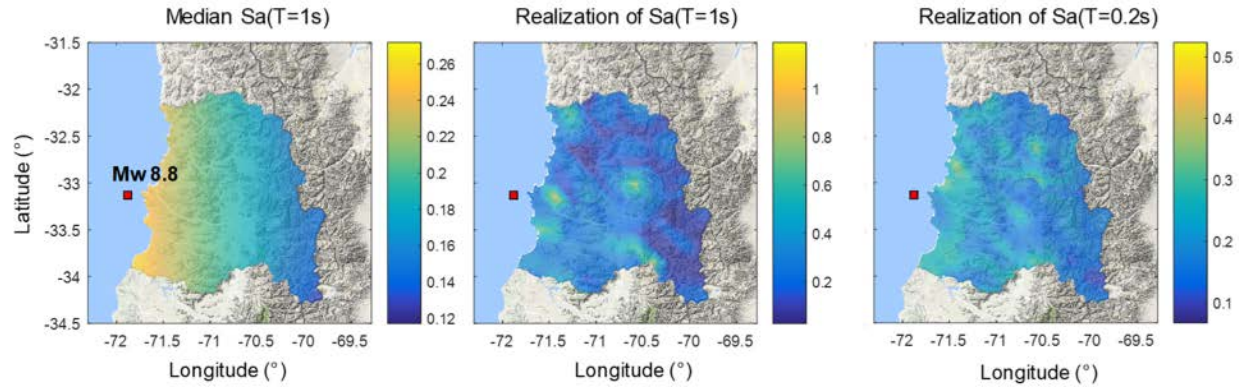 Median Sa(T=1s)
Realization of Sa(T=1s)
Realization of Sa(T=0.2s)
Latitude (°)
-31.5
-32
-32.5
-33
-33.5
-34
-34.5
Mw 8.8
-72 -71.5 -71 -70.5 -70 -69.5
Longitude (°)
0.26
0.24
0.22
0.20
0.18
0.16
0.14
0.12
-72 -71.5 -71 -70.5 -70 -69.5
Longitude (°)
1
0.8
0.6
0.4
0.2
-72 -71.5 -71 -70.5 -70 -69.5
Longitude (°)
0.5
0.4
0.3
0.2
0.1